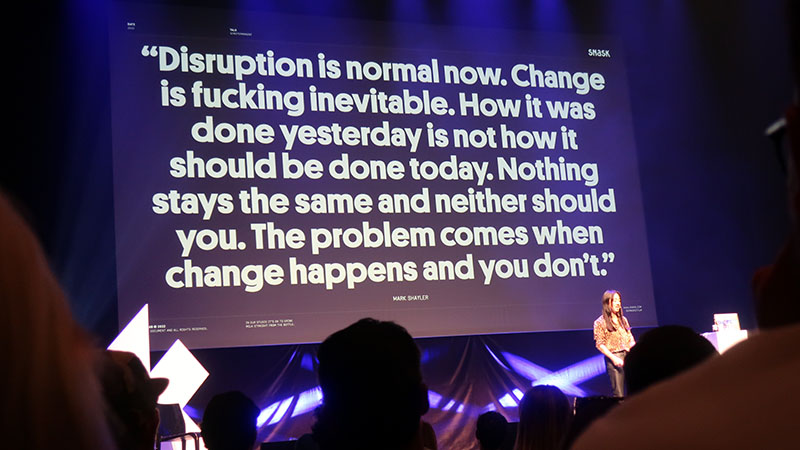 DATE
TALK
SMASK
“Disruption is normal now. Change
is fucking inevitable. How it was
done yesterday is not how it
should be done today. Nothing
stays the same and neither should
you. The problem comes when
change happens and you don’t.”
MARK SHAYLER
DOCUMENT AND ALL RIGHTS RESERVED.
IN OUR STUDIO IT'S OK TO DRINK
MILK STRAIGHT FROM THE BOTTLE.